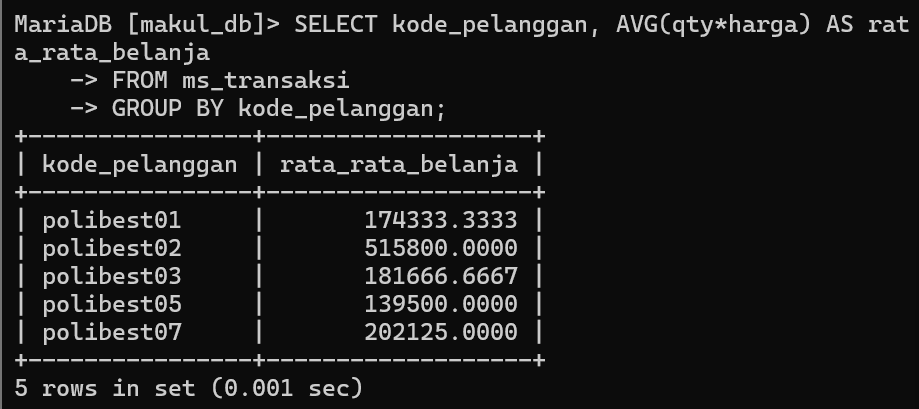 MariaDB [makul_db]> SELECT kode_pelanggan, AVG(qty*harga) AS rat
a_rata_belanja
    -> FROM ms_transaksi
    -> GROUP BY kode_pelanggan;
+----------------+-------------------+
| kode_pelanggan | rata_rata_belanja |
+----------------+-------------------+
| polibest01     |       174333.3333 |
| polibest02     |       515800.0000 |
| polibest03     |       181666.6667 |
| polibest05     |       139500.0000 |
| polibest07     |       202125.0000 |
+----------------+-------------------+
5 rows in set (0.001 sec)